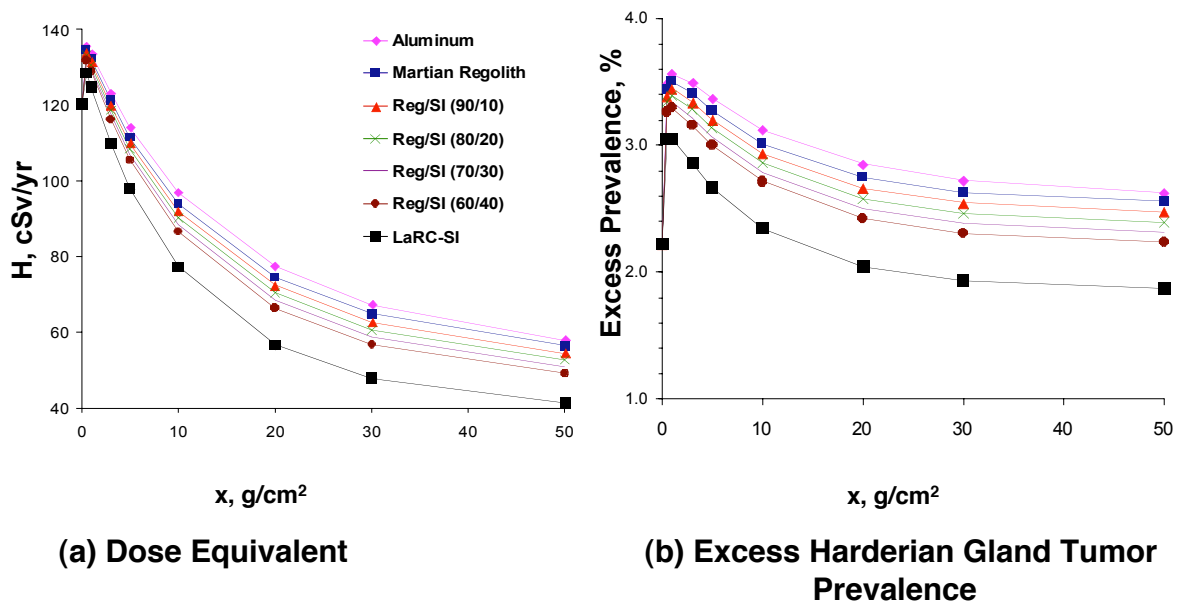 140
120
100
80
60
40
H, cSv/yr
0
10
20
30
40
50
x, g/cm²
Aluminum
Martian Regolith
Reg/SI (90/10)
Reg/SI (80/20)
Reg/SI (70/30)
Reg/SI (60/40)
LaRC-SI
(a) Dose Equivalent
4.0
3.0
2.0
1.0
Excess Prevalence, %
0
10
20
30
40
50
x, g/cm²
(b) Excess Harderian Gland Tumor
Prevalence